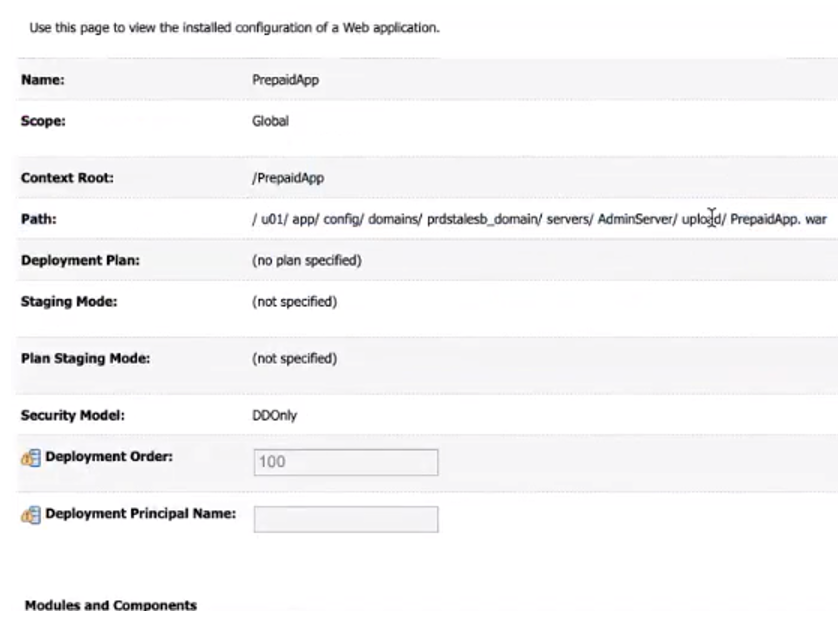 Use this page to view the installed configuration of a Web application.
Name: PrepaidApp
Scope: Global
Context Root: /PrepaidApp
Path: / u01/ app/ config/ domains/ prdstalesb_domain/ servers/ AdminServer/ upload/ PrepaidApp. war
Deployment Plan: (no plan specified)
Staging Mode: (not specified)
Plan Staging Mode: (not specified)
Security Model: DDOnly
Deployment Order: 100
Deployment Principal Name:
Modules and Components